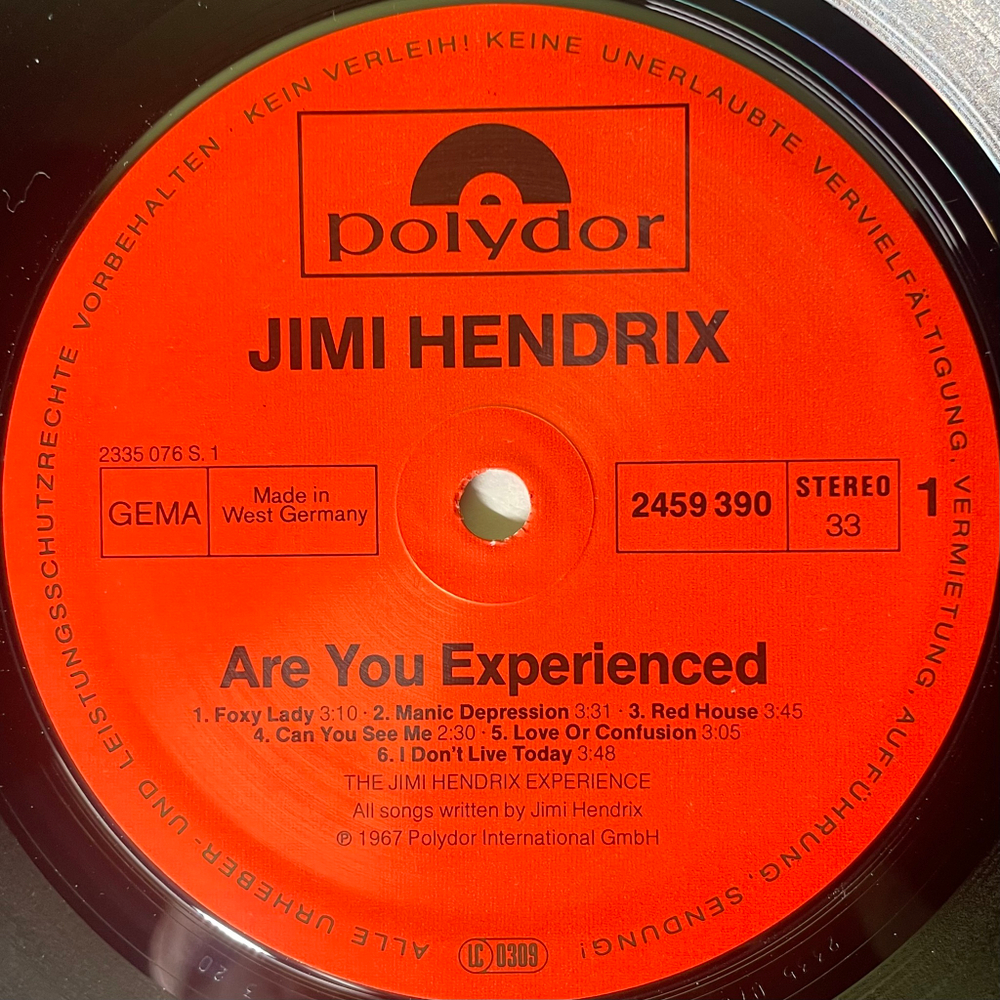 ALLE URHEBER- UND LEISTUNGSSCHUTZRECHTE VORBEHALTEN · KEIN VERLEIH! KEINE UNERLAUBTE VERVIELFÄLTIGUNG, VERMIETUNG, AUFFÜHRUNG, SENDUNG!
polydor
JIMI HENDRIX
2335 076 S. 1
GEMA
Made in
West Germany
2459 390
STEREO
33
1
Are You Experienced
1. Foxy Lady 3:10 · 2. Manic Depression 3:31 · 3. Red House 3:45
4. Can You See Me 2:30 · 5. Love Or Confusion 3:05
6. I Don't Live Today 3:48
THE JIMI HENDRIX EXPERIENCE
All songs written by Jimi Hendrix
℗ 1967 Polydor International GmbH
LC 0309